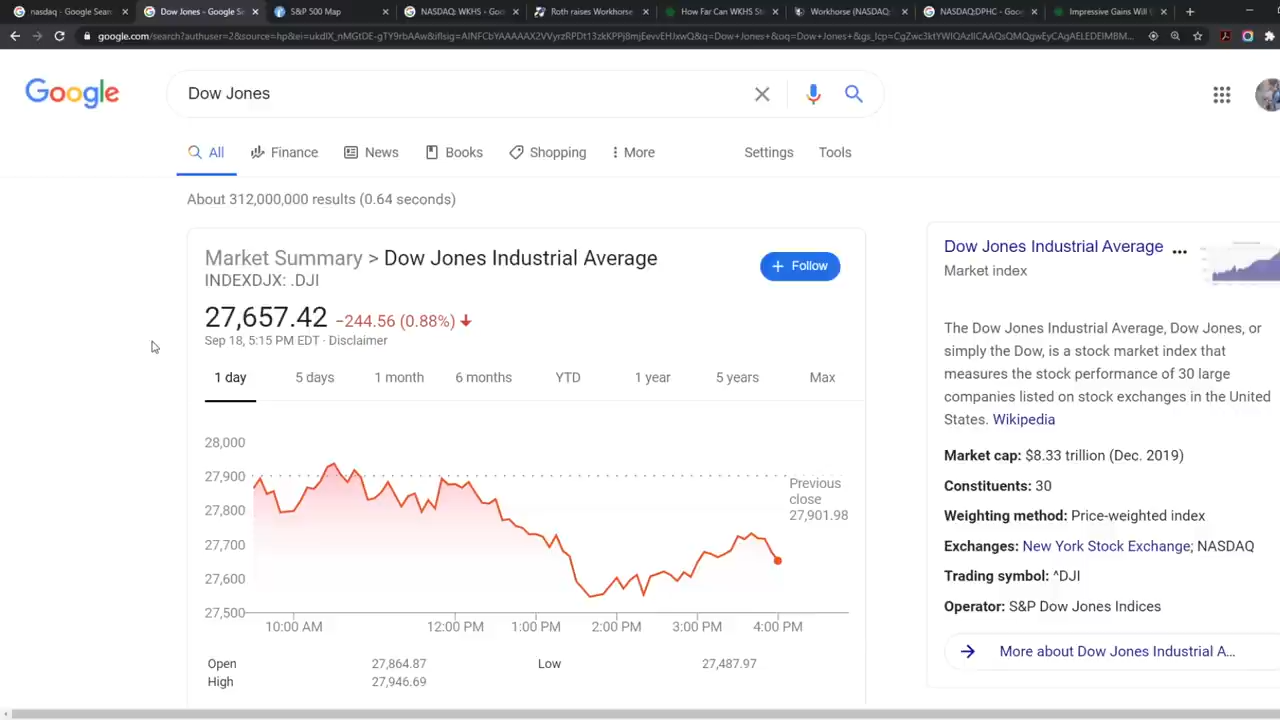 nasdaq - Google Sear
Dow Jones - Google Se
S&P 500 Map
NASDAQ: WKHS - Go
Roth raises Workhorse
How Far Can WKHS St
Workhorse (NASDAQ
NASDAQ:DPHC - Goo
Impressive Gains Will
Google
Dow Jones
All
Finance
News
Books
Shopping
More
Settings
Tools
About 312,000,000 results (0.64 seconds)
Market Summary > Dow Jones Industrial Average
INDEXDJX: .DJI
+ Follow
27,657.42 −244.56 (0.88%)
Sep 18, 5:15 PM EDT · Disclaimer
1 day
5 days
1 month
6 months
YTD
1 year
5 years
Max
28,000
27,900
27,800
27,700
27,600
27,500
Previous
close
27,901.98
10:00 AM
12:00 PM
1:00 PM
2:00 PM
3:00 PM
4:00 PM
Open 27,864.87
Low 27,487.97
High 27,946.69
Dow Jones Industrial Average
Market index
The Dow Jones Industrial Average, Dow Jones, or
simply the Dow, is a stock market index that
measures the stock performance of 30 large
companies listed on stock exchanges in the United
States. Wikipedia
Market cap: $8.33 trillion (Dec. 2019)
Constituents: 30
Weighting method: Price-weighted index
Exchanges: New York Stock Exchange; NASDAQ
Trading symbol: ^DJI
Operator: S&P Dow Jones Indices
More about Dow Jones Industrial A...